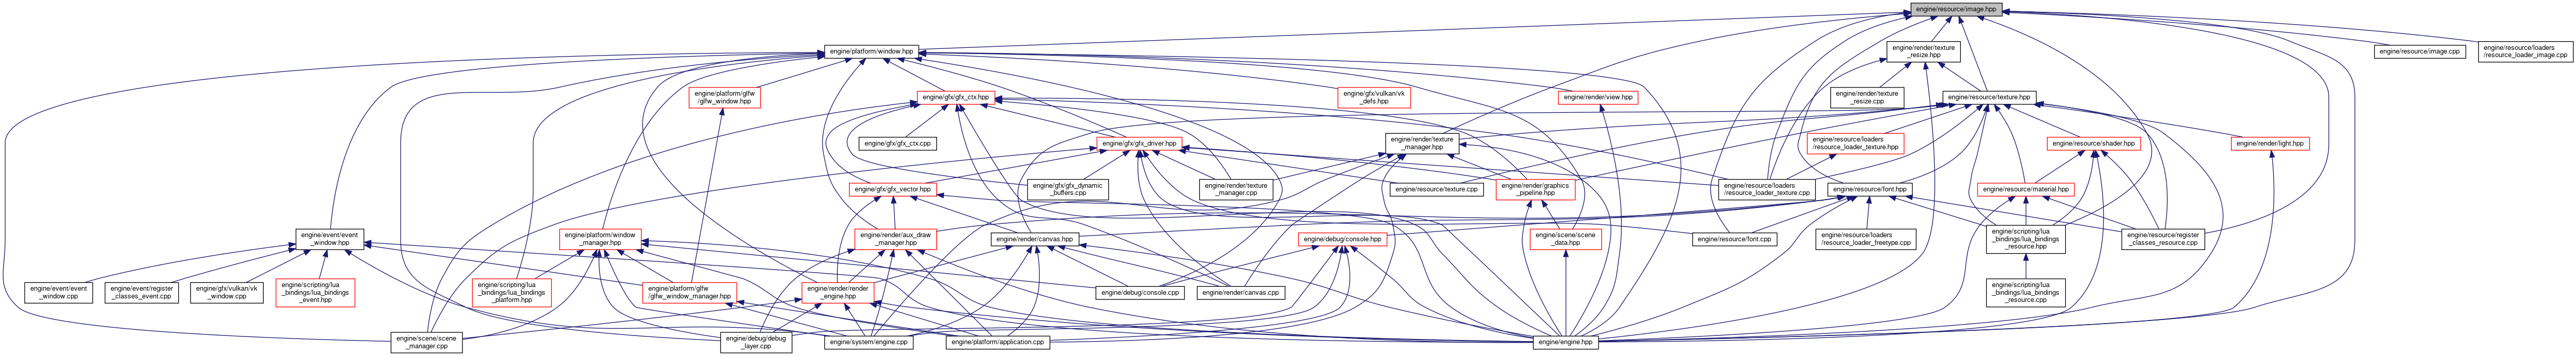 engine/resource/image.hpp
engine/platform/window.hpp
engine/render/texture
_resize.hpp
engine/resource/image.cpp
engine/resource/loaders
/resource_loader_image.cpp
engine/platform/glfw
/glfw_window.hpp
engine/gfx/gfx_ctx.hpp
engine/gfx/vulkan/vk
_defs.hpp
engine/render/view.hpp
engine/render/texture
_resize.cpp
engine/resource/texture.hpp
engine/gfx/gfx_ctx.cpp
engine/gfx/gfx_driver.hpp
engine/render/texture
_manager.hpp
engine/resource/loaders
/resource_loader_texture.hpp
engine/resource/shader.hpp
engine/render/light.hpp
engine/gfx/gfx_vector.hpp
engine/gfx/gfx_dynamic
_buffers.cpp
engine/render/texture
_manager.cpp
engine/resource/texture.cpp
engine/render/graphics
_pipeline.hpp
engine/resource/loaders
/resource_loader_texture.cpp
engine/resource/font.hpp
engine/resource/material.hpp
engine/event/event
_window.hpp
engine/platform/window
_manager.hpp
engine/render/aux_draw
_manager.hpp
engine/render/canvas.hpp
engine/debug/console.hpp
engine/scene/scene
_data.hpp
engine/resource/font.cpp
engine/resource/loaders
/resource_loader_freetype.cpp
engine/scripting/lua
_bindings/lua_bindings
_resource.hpp
engine/resource/register
_classes_resource.cpp
engine/event/event
_window.cpp
engine/event/register
_classes_event.cpp
engine/gfx/vulkan/vk
_window.cpp
engine/scripting/lua
_bindings/lua_bindings
_event.hpp
engine/scripting/lua
_bindings/lua_bindings
_platform.hpp
engine/platform/glfw
/glfw_window_manager.hpp
engine/render/render
_engine.hpp
engine/debug/console.cpp
engine/render/canvas.cpp
engine/scripting/lua
_bindings/lua_bindings
_resource.cpp
engine/scene/scene
_manager.cpp
engine/debug/debug
_layer.cpp
engine/system/engine.cpp
engine/platform/application.cpp
engine/engine.hpp